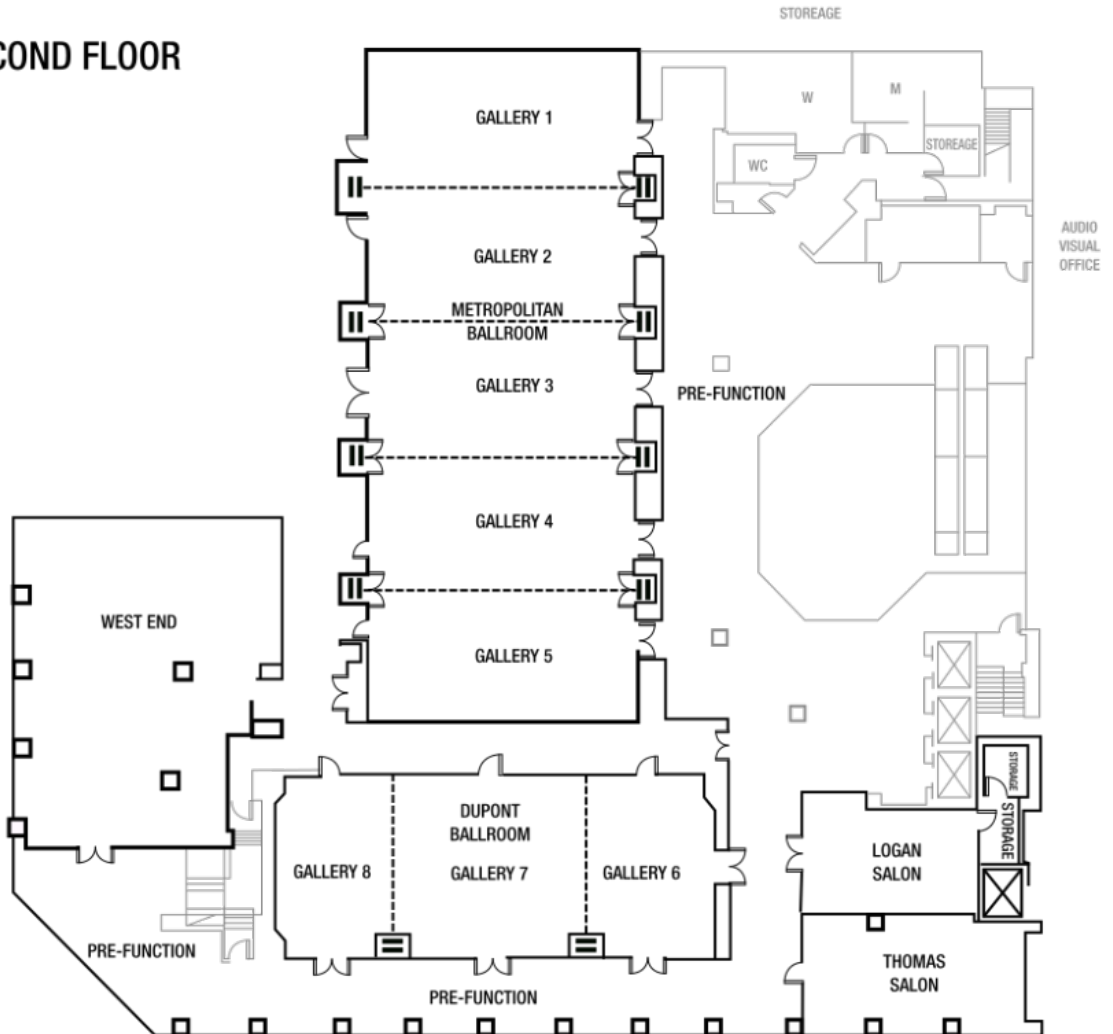 STOREAGE
COND FLOOR
GALLERY 1
W
M
STOREAGE
WC
AUDIO
VISUAL
OFFICE
GALLERY 2
METROPOLITAN
BALLROOM
GALLERY 3
PRE-FUNCTION
GALLERY 4
WEST END
GALLERY 5
STORAGE
STORAGE
DUPONT
BALLROOM
GALLERY 8
GALLERY 7
GALLERY 6
LOGAN
SALON
PRE-FUNCTION
THOMAS
SALON
PRE-FUNCTION